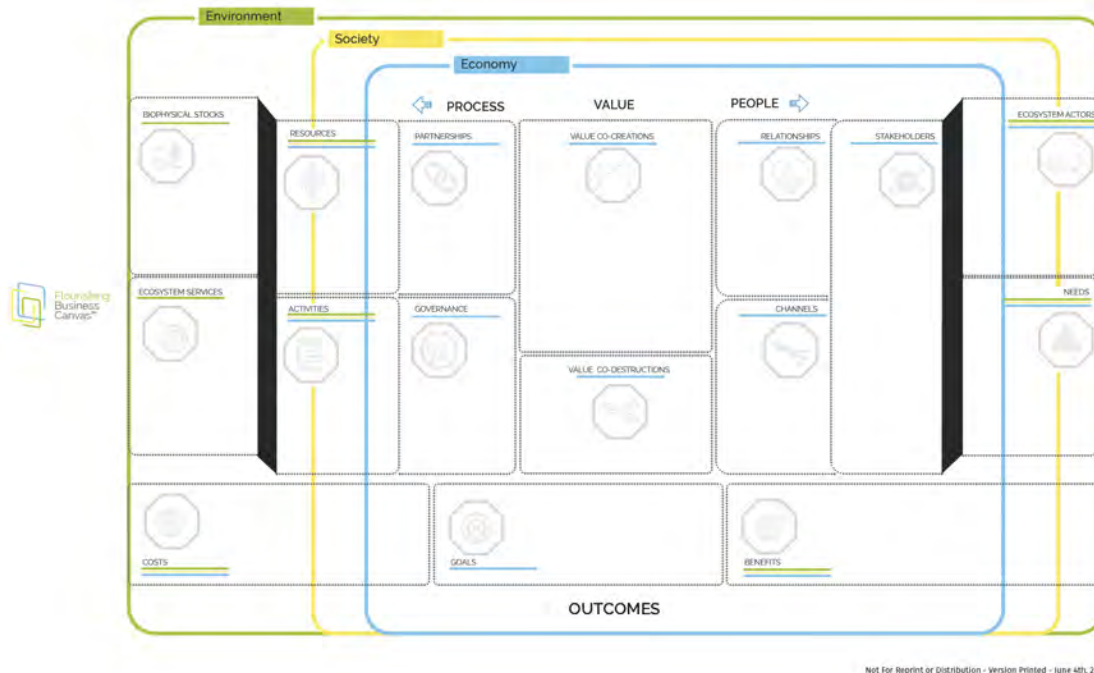 Environment
Society
Economy
PROCESS
VALUE
PEOPLE
BIOPHYSICAL STOCKS
RESOURCES
PARTNERSHIPS
VALUE CO-CREATIONS
RELATIONSHIPS
STAKEHOLDERS
ECOSYSTEM ACTORS
Flourishing
Business
Canvas™
ECOSYSTEM SERVICES
ACTIVITIES
GOVERNANCE
VALUE CO-DESTRUCTIONS
CHANNELS
NEEDS
COSTS
GOALS
BENEFITS
OUTCOMES
Not For Reprint or Distribution - Version Printed - June 4th, 2